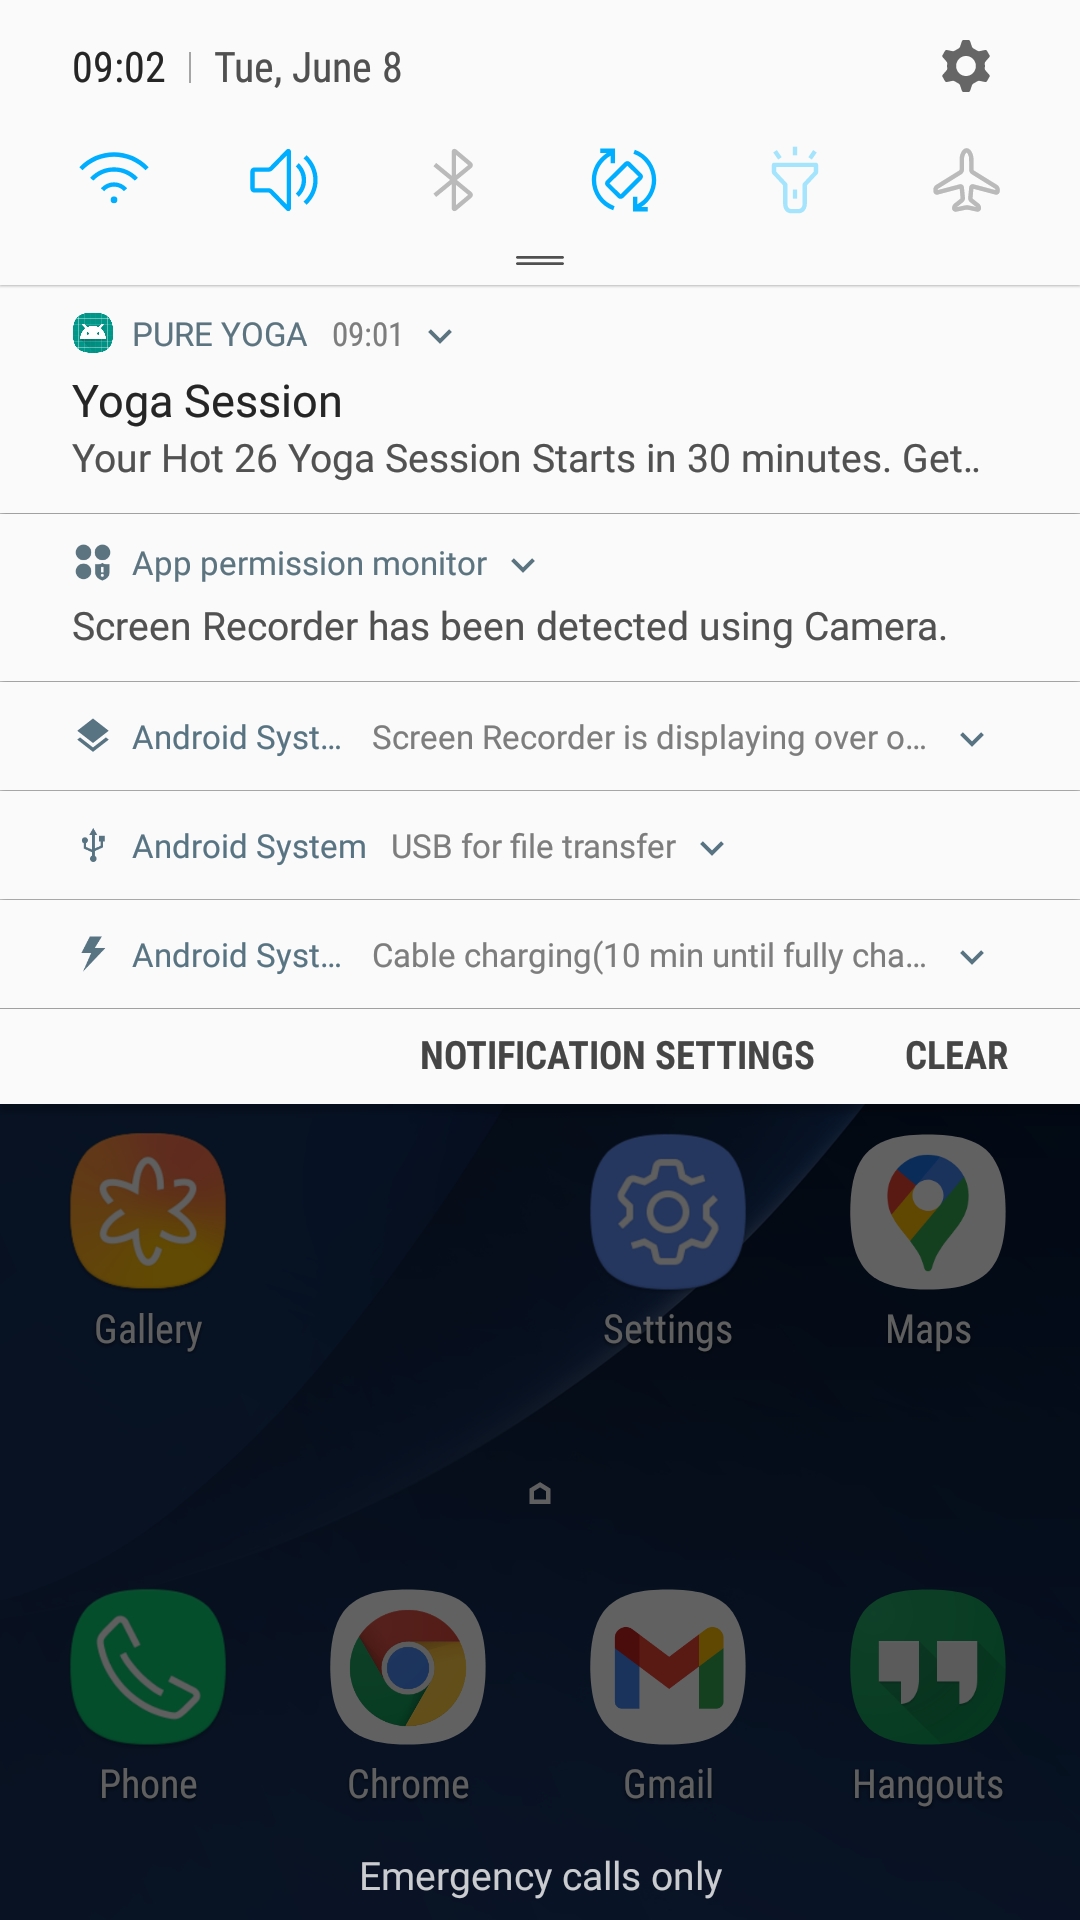 09:02 | Tue, June 8
PURE YOGA 09:01
Yoga Session
Your Hot 26 Yoga Session Starts in 30 minutes. Get..
App permission monitor
Screen Recorder has been detected using Camera.
Android Syst... Screen Recorder is displaying over o...
Android System USB for file transfer
Android Syst... Cable charging(10 min until fully cha...
NOTIFICATION SETTINGS CLEAR
Gallery Settings Maps
Phone Chrome Gmail Hangouts
Emergency calls only